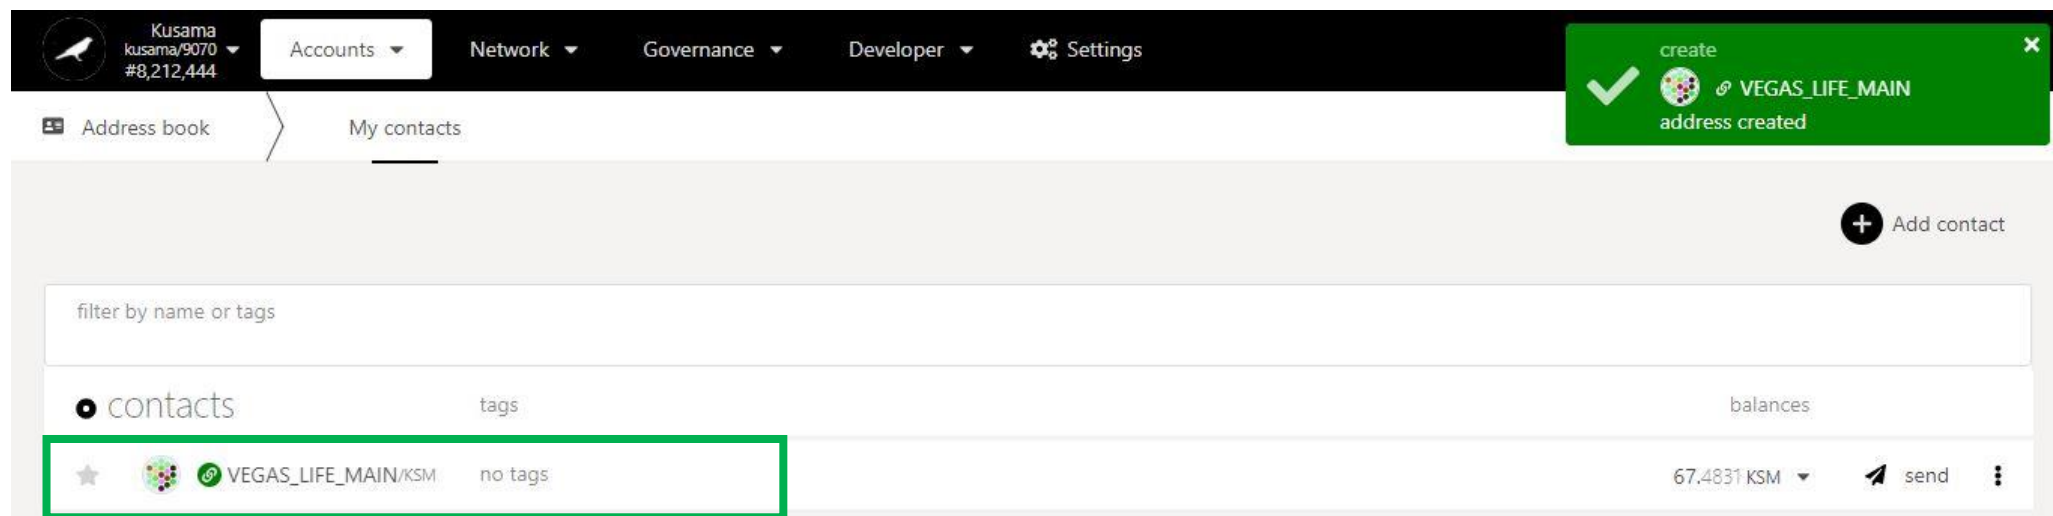 Kusama
kusama/9070
#8,212,444
Accounts
Network
Governance
Developer
Settings
create
VEGAS_LIFE_MAIN
address created
Address book
My contacts
Add contact
filter by name or tags
contacts tags balances
VEGAS_LIFE_MAIN/KSM no tags 67.4831 KSM send